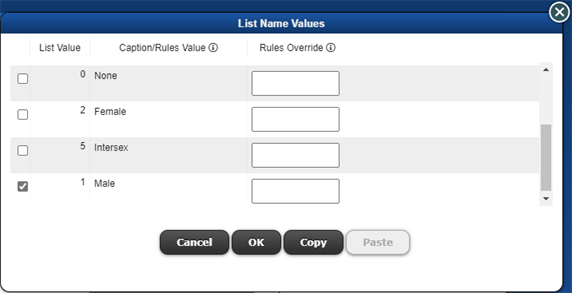 List Name Values
List Value Caption/Rules Value Rules Override
0 None
2 Female
5 Intersex
1 Male
Cancel OK Copy Paste